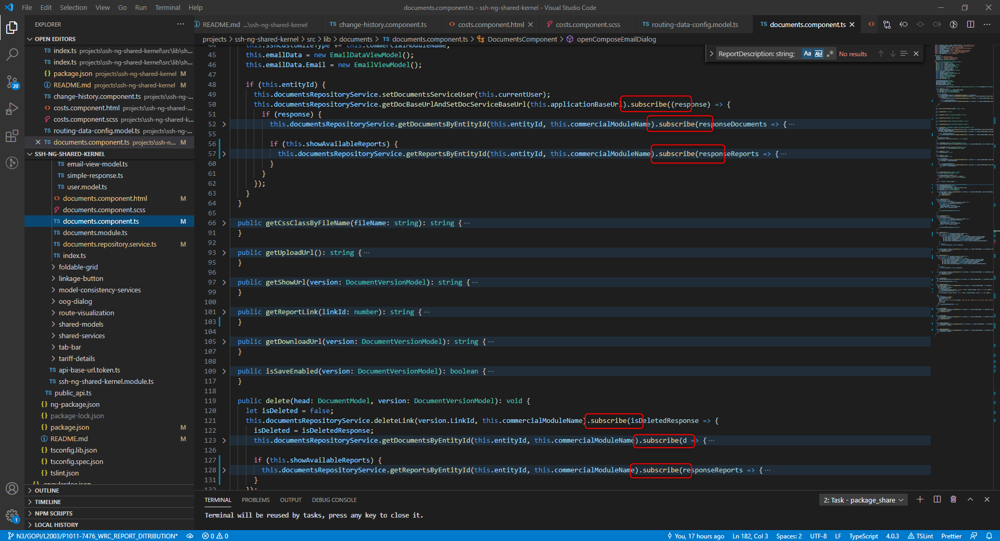 File Edit Selection View Go Run Terminal Help
documents.component.ts - ssh-ng-shared-kernel - Visual Studio Code
EXPLORER
README.md ...\ssh-ng-shared-kernel
TS change-history.component.ts
<> costs.component.html
costs.component.scss
TS routing-data-config.model.ts
TS documents.component.ts
OPEN EDITORS
TS index.ts projects\ssh-ng-shared-kernel\src\lib\sh...
TS index.ts projects\ssh-ng-shared-kernel\src\lib\sh...
{} package.json projects\ssh-ng-shared-kernel M
README.md projects\ssh-ng-shared-kernel M
TS change-history.component.ts projects\ssh-ng-...
<> costs.component.html projects\ssh-ng-shared-...
costs.component.scss projects\ssh-ng-shared-k...
TS routing-data-config.model.ts projects\ssh-ng-...
TS documents.component.ts projects\ssh-n... M
SSH-NG-SHARED-KERNEL
TS email-view-model.ts
TS simple-response.ts
TS user.model.ts
<> documents.component.html M
documents.component.scss
TS documents.component.ts M
TS documents.module.ts
TS documents.repository.service.ts M
TS index.ts
foldable-grid
linkage-button
model-consistency-services
oog-dialog
route-visualization
shared-models
shared-services
tab-bar
tariff-details
TS api-base-url.token.ts
TS ssh-ng-shared-kernel.module.ts
TS public_api.ts
{} ng-package.json
{} package-lock.json
{} package.json M
README.md M
{} tsconfig.lib.json
{} tsconfig.spec.json
{} tslint.json
{} angulardoc.json
OUTLINE
TIMELINE
NPM SCRIPTS
LOCAL HISTORY
20
1
projects > ssh-ng-shared-kernel > src > lib > documents > TS documents.component.ts > DocumentsComponent > openComposeEmailDialog
ReportDescription: string; Aa Abl .* No results
44 this.sshCustomizeType += this.commercialModuleName;
45 this.emailData = new EmailDataViewModel();
46 this.emailData.Email = new EmailViewModel();
47
48 if (this.entityId) {
49 this.documentsRepositoryService.setDocumentsServiceUser(this.currentUser);
50 this.documentsRepositoryService.getDocBaseUrlAndSetDocServiceBaseUrl(this.applicationBaseUrl).subscribe((response) => {
51 if (response) {
52 this.documentsRepositoryService.getDocumentsByEntityId(this.entityId, this.commercialModuleName).subscribe(responseDocuments => {...
55
56 if (this.showAvailableReports) {
57 this.documentsRepositoryService.getReportsByEntityId(this.entityId, this.commercialModuleName).subscribe(responseReports => {...
60 }
61 }
62 });
63 }
64 }
65
66 public getCssClassByFileName(fileName: string): string {...
91 }
92
93 public getUploadUrl(): string {...
95 }
96
97 public getShowUrl(version: DocumentVersionModel): string {...
99 }
100
101 public getReportLink(linkId: number): string {...
103 }
104
105 public getDownloadUrl(version: DocumentVersionModel): string {...
107 }
108
109 public isSaveEnabled(version: DocumentVersionModel): boolean {...
117 }
118
119 public delete(head: DocumentModel, version: DocumentVersionModel): void {
120 let isDeleted = false;
121 this.documentsRepositoryService.deleteLink(version.LinkId, this.commercialModuleName).subscribe(isDeletedResponse => {
122 isDeleted = isDeletedResponse;
123 this.documentsRepositoryService.getDocumentsByEntityId(this.entityId, this.commercialModuleName).subscribe(d => {...
126
127 if (this.showAvailableReports) {
128 this.documentsRepositoryService.getReportsByEntityId(this.entityId, this.commercialModuleName).subscribe(responseReports => {...
131 }
132 });
TERMINAL PROBLEMS OUTPUT DEBUG CONSOLE
2: Task - package_share
Terminal will be reused by tasks, press any key to close it.
N3/GOPI/L2003/P1011-7476_WRC_REPORT_DITRIBUTION* 0 0
You, 17 hours ago Ln 182, Col 3 Spaces: 2 UTF-8 LF TypeScript 4.0.3 TSLint Prettier